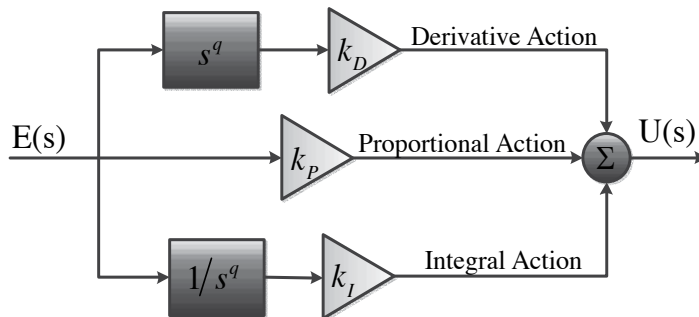 s^q
k_D
Derivative Action
E(s)
k_P
Proportional Action
Σ
U(s)
1/s^q
k_I
Integral Action